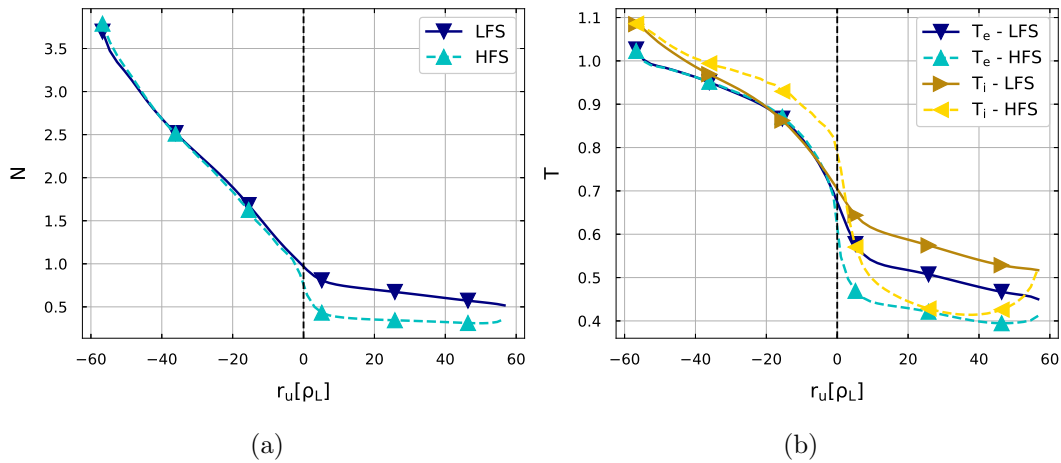 N
3.5
3.0
2.5
2.0
1.5
1.0
0.5
−60 −40 −20 0 20 40 60
r_u[ρ_L]
LFS
HFS
(a)
T
1.1
1.0
0.9
0.8
0.7
0.6
0.5
0.4
−60 −40 −20 0 20 40 60
r_u[ρ_L]
T_e - LFS
T_e - HFS
T_i - LFS
T_i - HFS
(b)